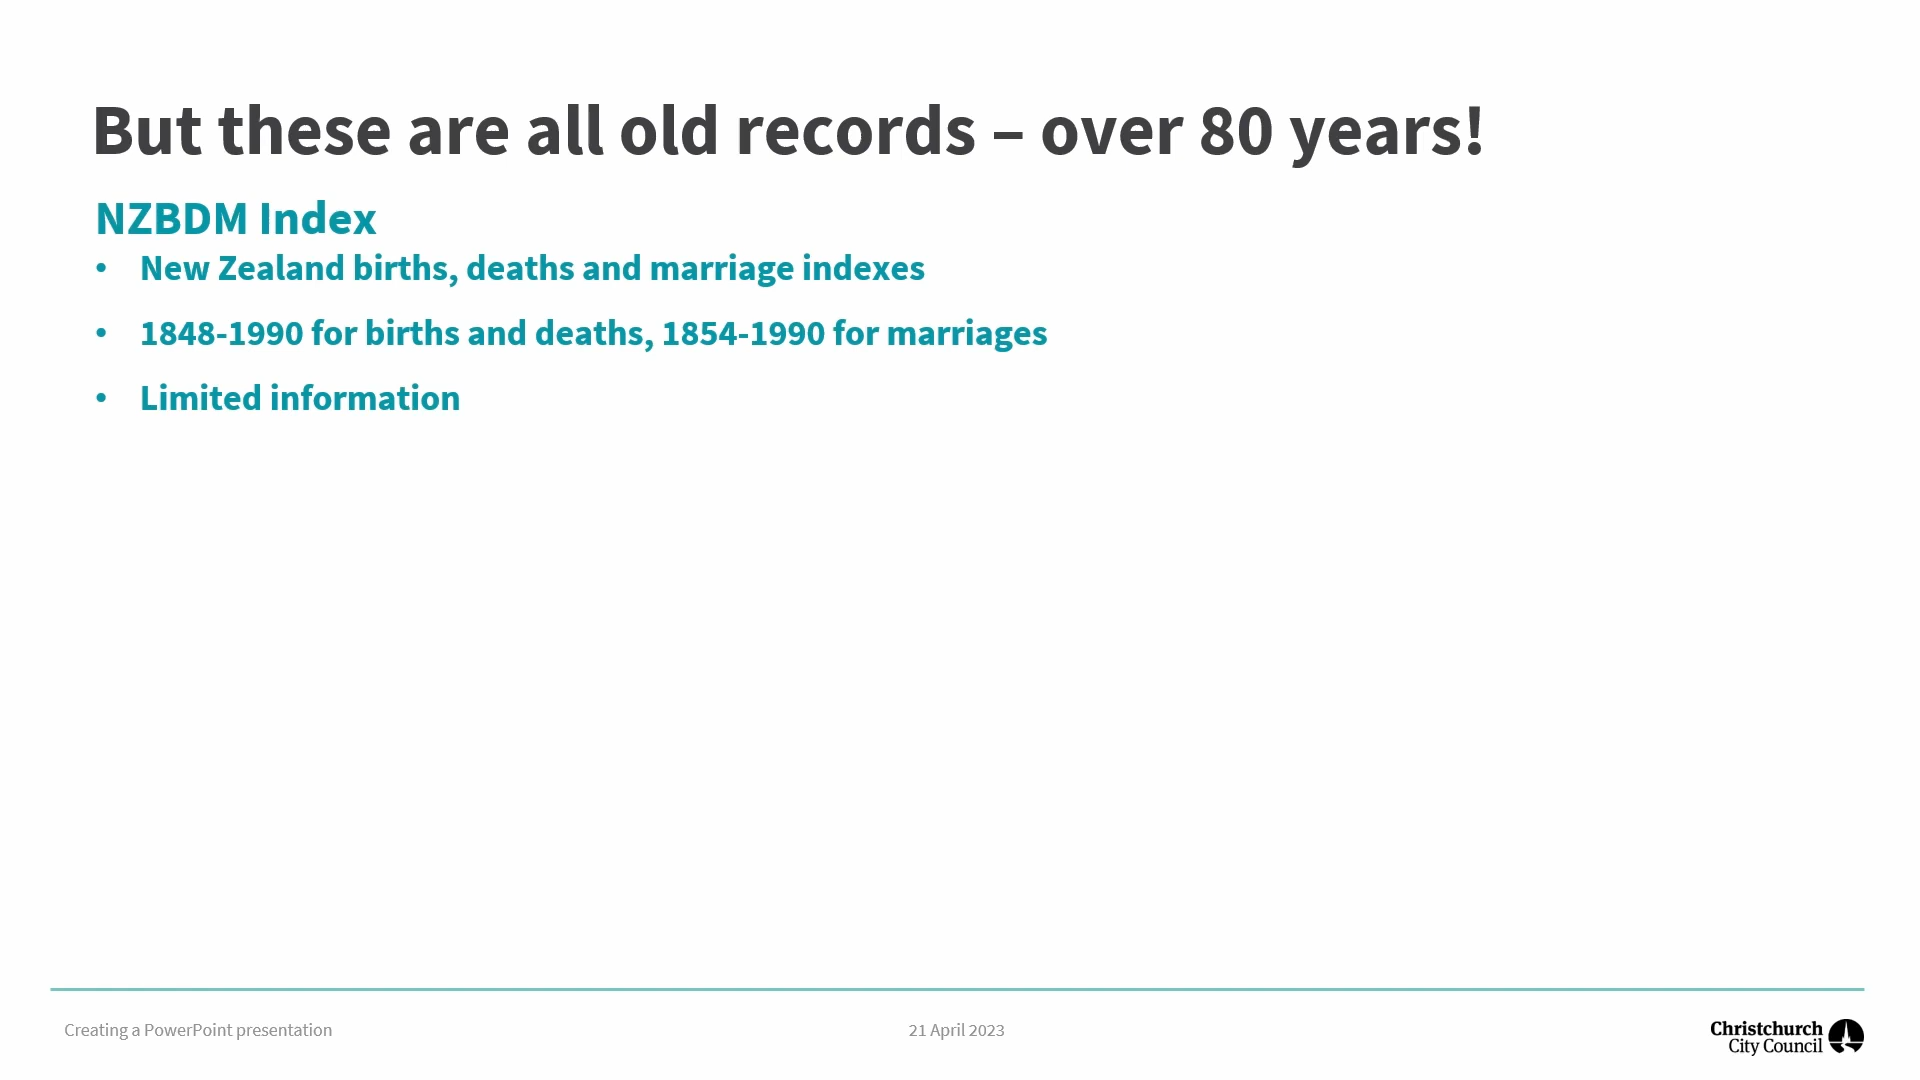 But these are all old records – over 80 years!
NZBDM Index
• New Zealand births, deaths and marriage indexes
• 1848-1990 for births and deaths, 1854-1990 for marriages
• Limited information
Creating a PowerPoint presentation
21 April 2023
Christchurch
City Council